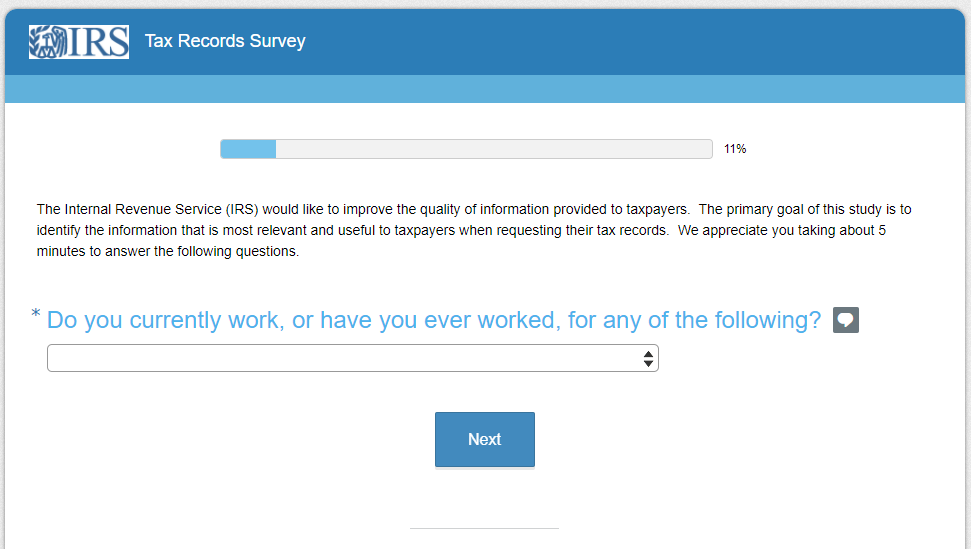 IRS Tax Records Survey
11%
The Internal Revenue Service (IRS) would like to improve the quality of information provided to taxpayers.  The primary goal of this study is to
identify the information that is most relevant and useful to taxpayers when requesting their tax records.  We appreciate you taking about 5
minutes to answer the following questions.
* Do you currently work, or have you ever worked, for any of the following?
Next